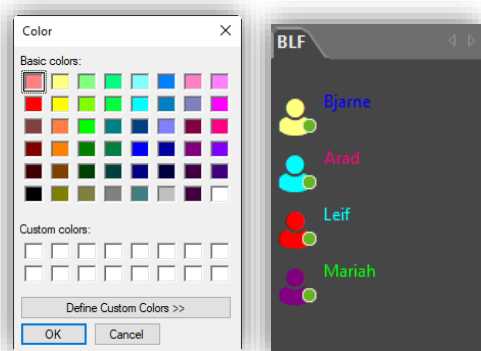 Color
Basic colors:
Custom colors:
Define Custom Colors >>
OK
Cancel
BLF
Bjarne
Arad
Leif
Mariah